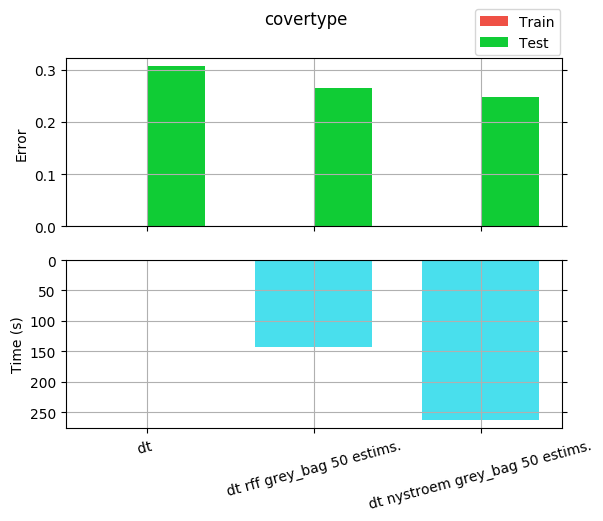 covertype
Train
Test
0.3
0.2
0.1
0.0
Error
0
50
100
150
200
250
Time (s)
dt
dt rff grey_bag 50 estims.
dt nystroem grey_bag 50 estims.